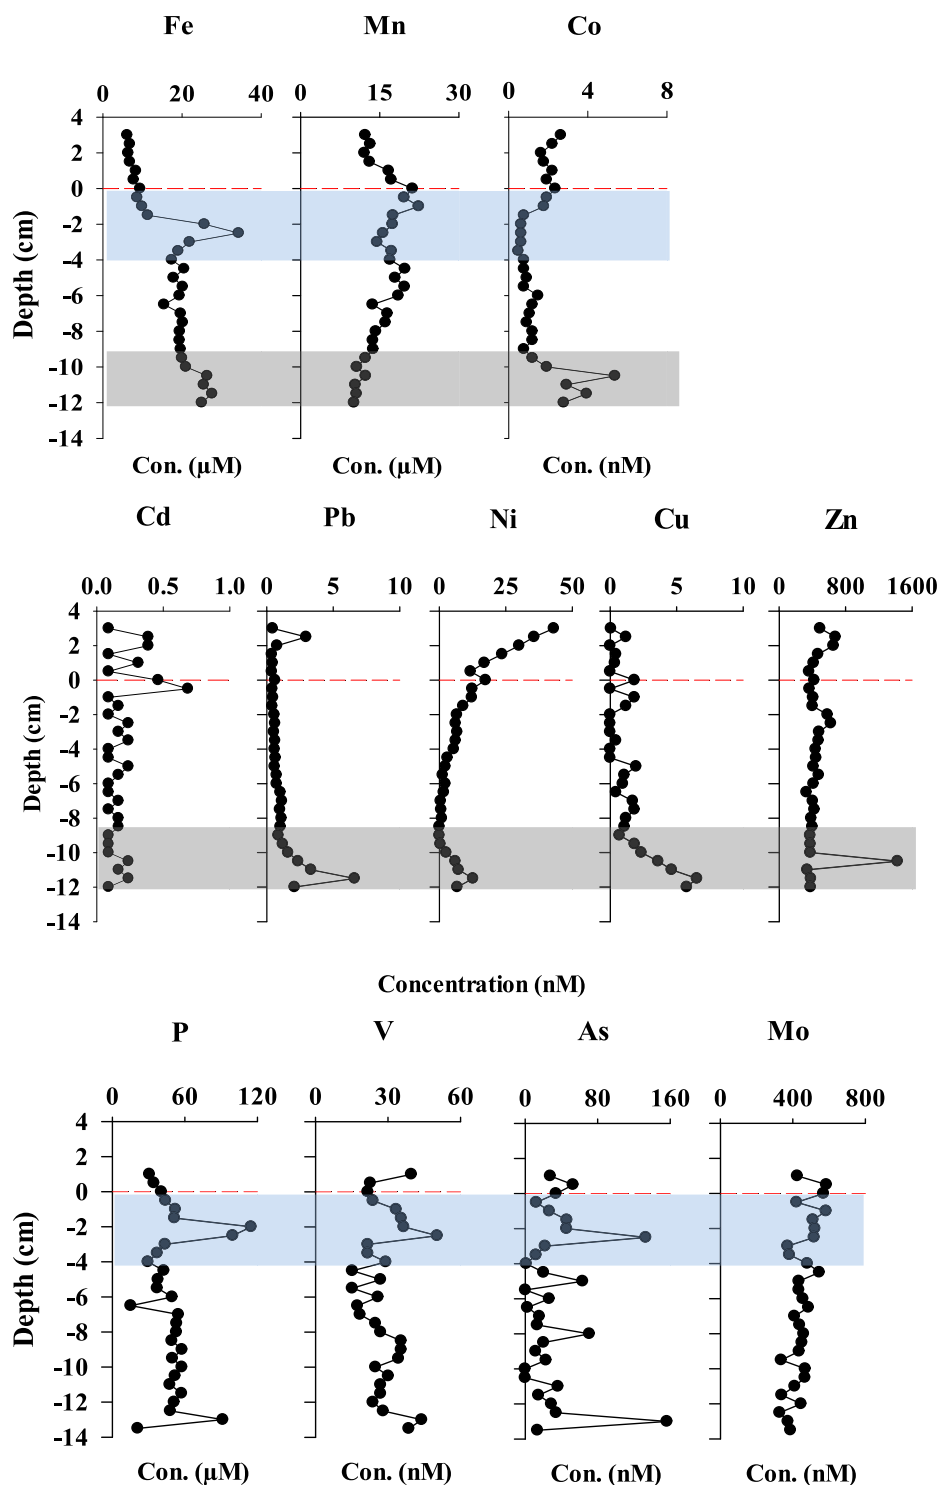 Fe Mn Co
0 20 40 0 15 30 0 4 8
4
2
0
-2
-4
-6
-8
-10
-12
-14
Depth (cm)
Con. (μM) Con. (μM) Con. (nM)
Cd Pb Ni Cu Zn
0.0 0.5 1.0 0 5 10 0 25 50 0 5 10 0 800 1600
4
2
0
-2
-4
-6
-8
-10
-12
-14
Depth (cm)
Concentration (nM)
P V As Mo
0 60 120 0 30 60 0 80 160 0 400 800
4
2
0
-2
-4
-6
-8
-10
-12
-14
Depth (cm)
Con. (μM) Con. (nM) Con. (nM) Con. (nM)